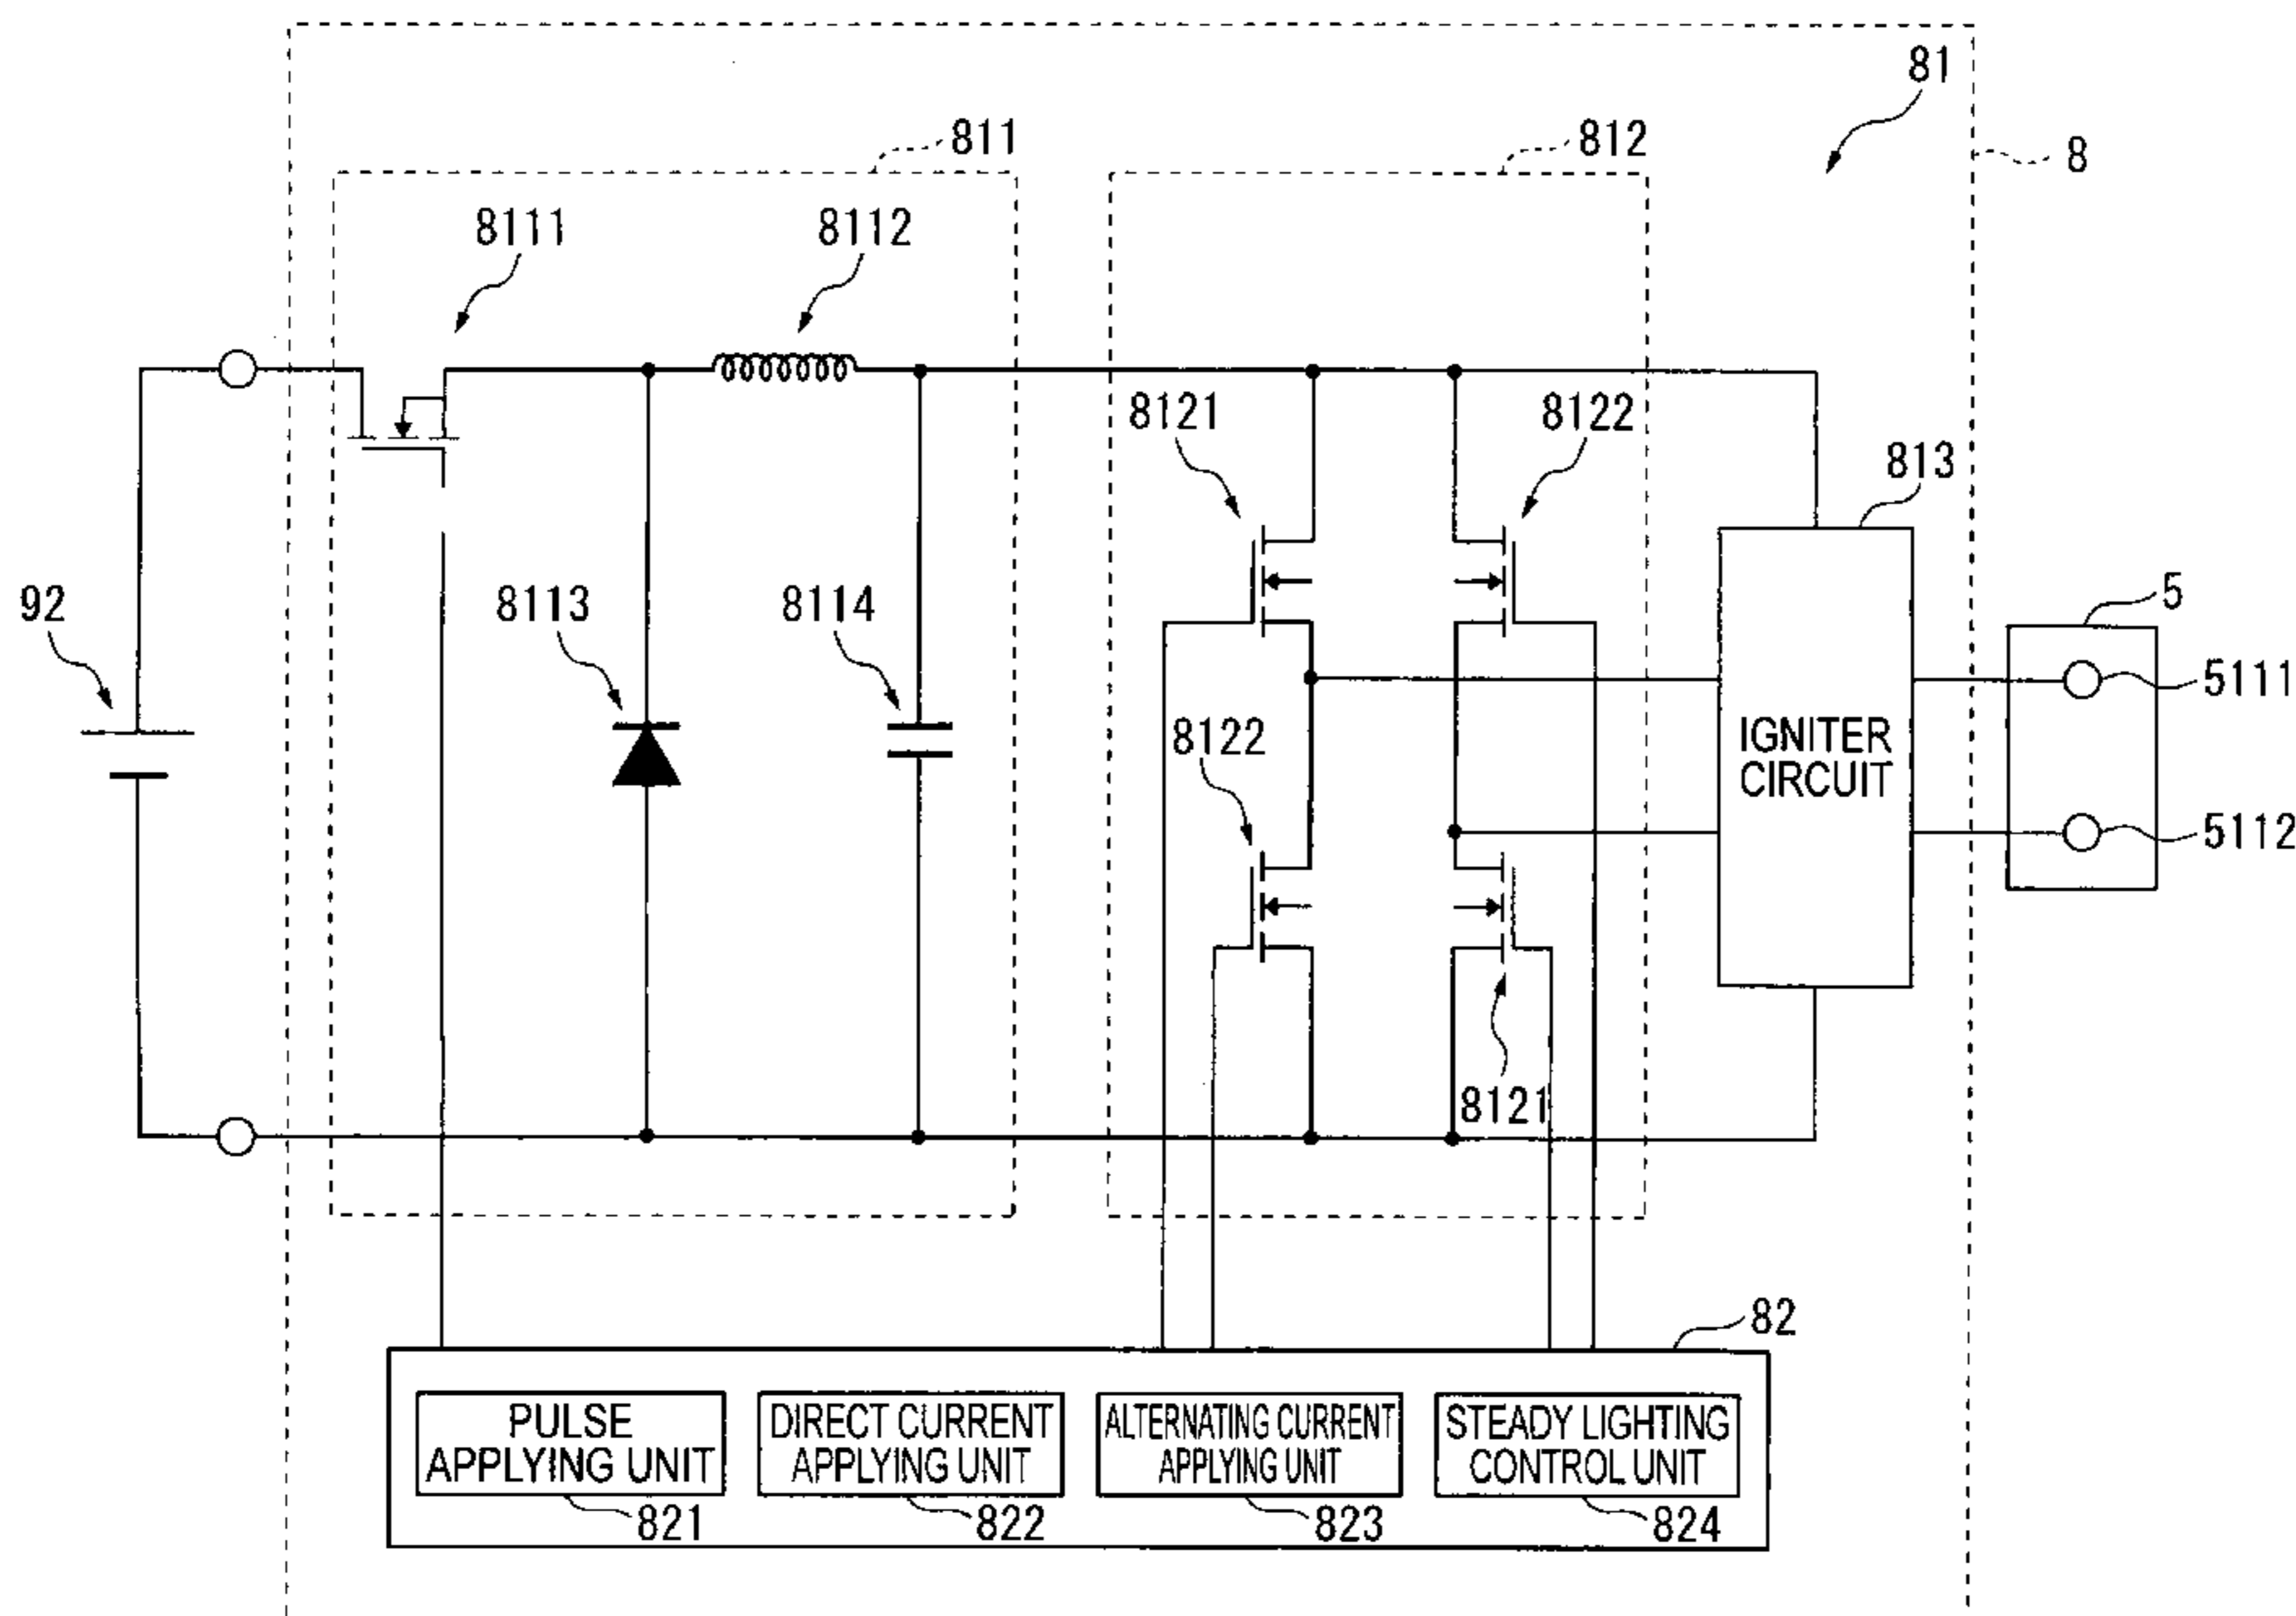 81
811
812
8
8111
8112
8121
8122
813
92
8113
8114
5
5111
8122
IGNITER
CIRCUIT
5112
8121
82
PULSE
APPLYING UNIT
821
DIRECT CURRENT
APPLYING UNIT
822
ALTERNATING CURRENT
APPLYING UNIT
823
STEADY LIGHTING
CONTROL UNIT
824